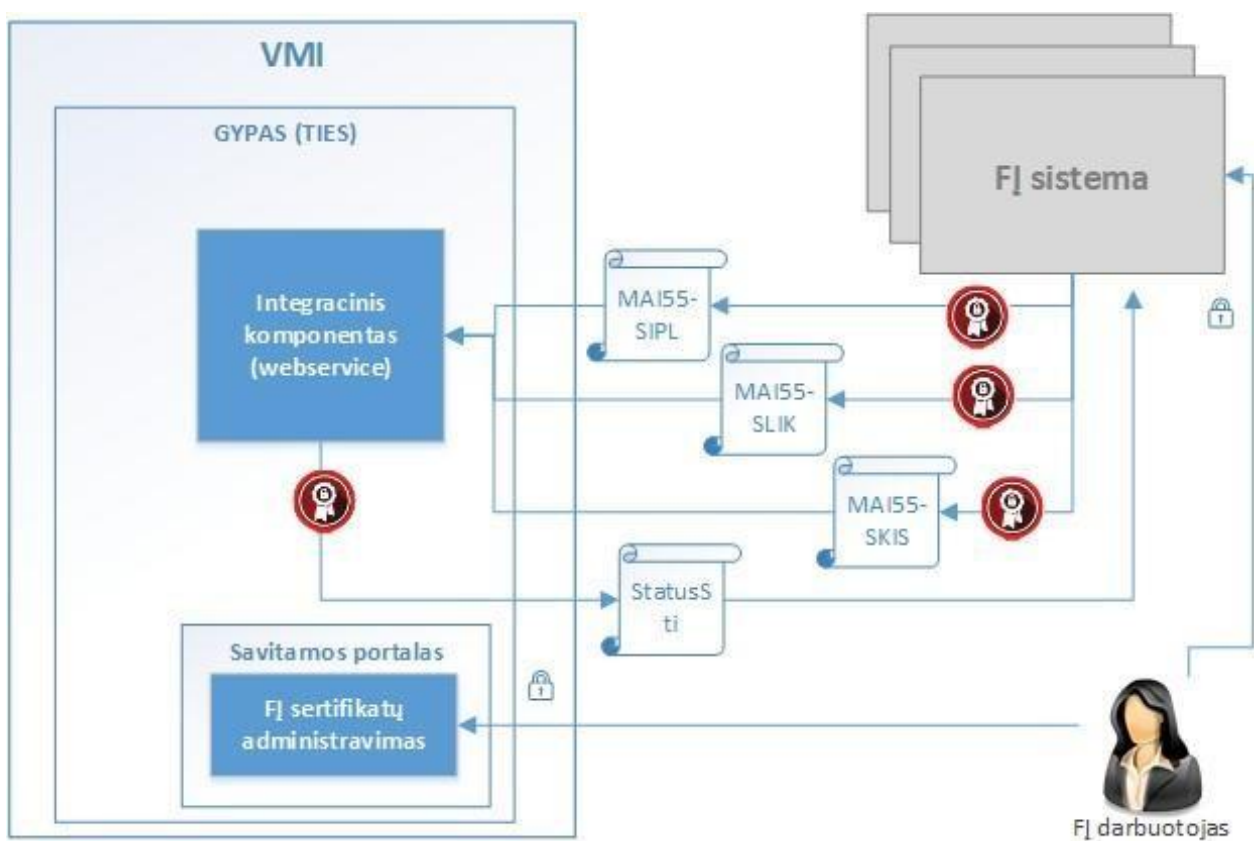 VMI
GYPAS (TIES)
FĮ sistema
Integracinis
komponentas
(webservice)
MAI55-
SIPL
MAI55-
SLIK
MAI55-
SKIS
StatusS
ti
Savitarnos portalas
FĮ sertifikatų
administravimas
FĮ darbuotojas